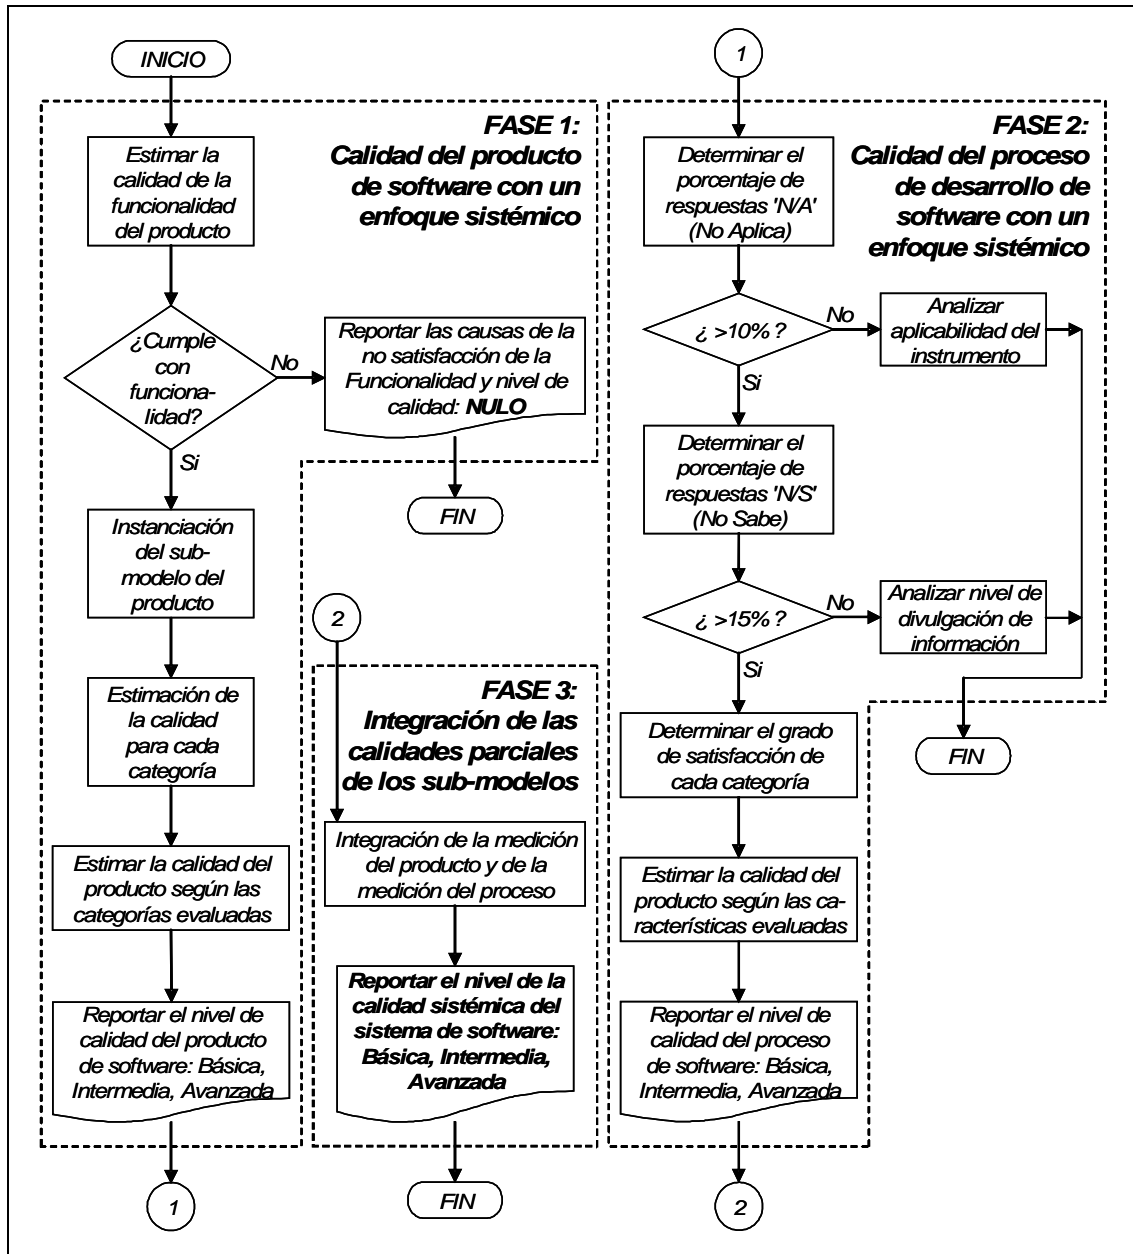 INICIO
FASE 1:
Calidad del producto
de software con un
enfoque sistémico
Estimar la
calidad de la
funcionalidad
del producto
¿Cumple
con
funciona-
lidad?
No
Reportar las causas de la
no satisfacción de la
Funcionalidad y nivel de
calidad: NULO
FIN
Si
Instanciación
del sub-
modelo del
producto
Estimación de
la calidad
para cada
categoría
Estimar la calidad del
producto según las
categorías evaluadas
Reportar el nivel de
calidad del producto
de software: Básica,
Intermedia, Avanzada
1
1
FASE 2:
Calidad del proceso
de desarrollo de
software con un
enfoque sistémico
Determinar el
porcentaje de
respuestas 'N/A'
(No Aplica)
¿ >10% ?
No
Analizar
aplicabilidad del
instrumento
Si
Determinar el
porcentaje de
respuestas 'N/S'
(No Sabe)
¿ >15% ?
No
Analizar nivel de
divulgación de
información
FIN
Si
Determinar el grado
de satisfacción de
cada categoría
Estimar la calidad del
producto según las ca-
racterísticas evaluadas
Reportar el nivel de
calidad del proceso
de software: Básica,
Intermedia, Avanzada
2
2
FASE 3:
Integración de las
calidades parciales
de los sub-modelos
Integración de la medición
del producto y de la
medición del proceso
Reportar el nivel de la
calidad sistémica del
sistema de software:
Básica, Intermedia,
Avanzada
FIN